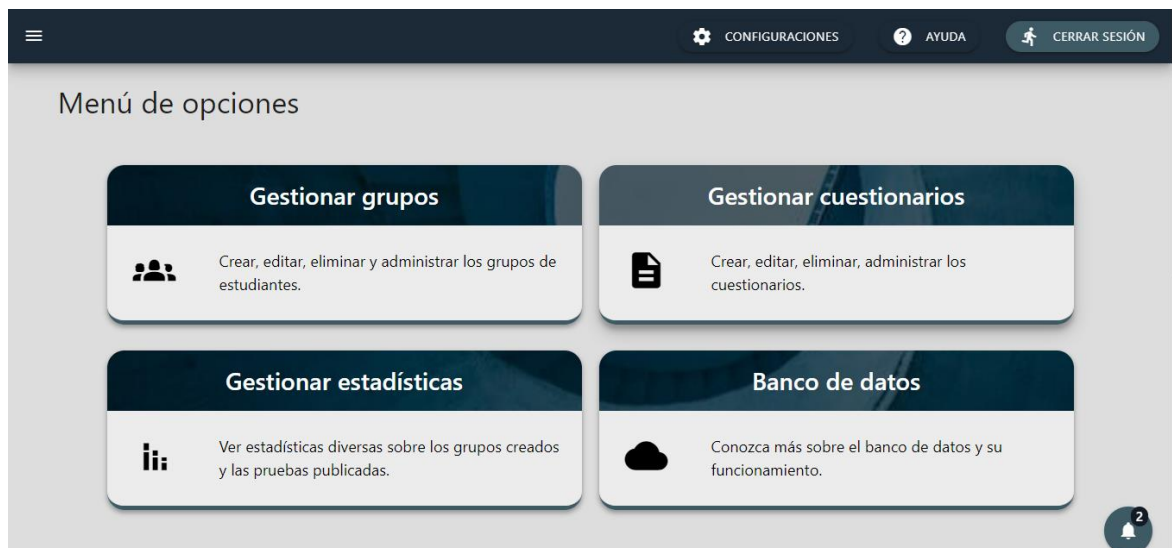 CONFIGURACIONES
AYUDA
CERRAR SESIÓN
Menú de opciones
Gestionar grupos
Crear, editar, eliminar y administrar los grupos de
estudiantes.
Gestionar cuestionarios
Crear, editar, eliminar, administrar los
cuestionarios.
Gestionar estadísticas
Ver estadísticas diversas sobre los grupos creados
y las pruebas publicadas.
Banco de datos
Conozca más sobre el banco de datos y su
funcionamiento.
2